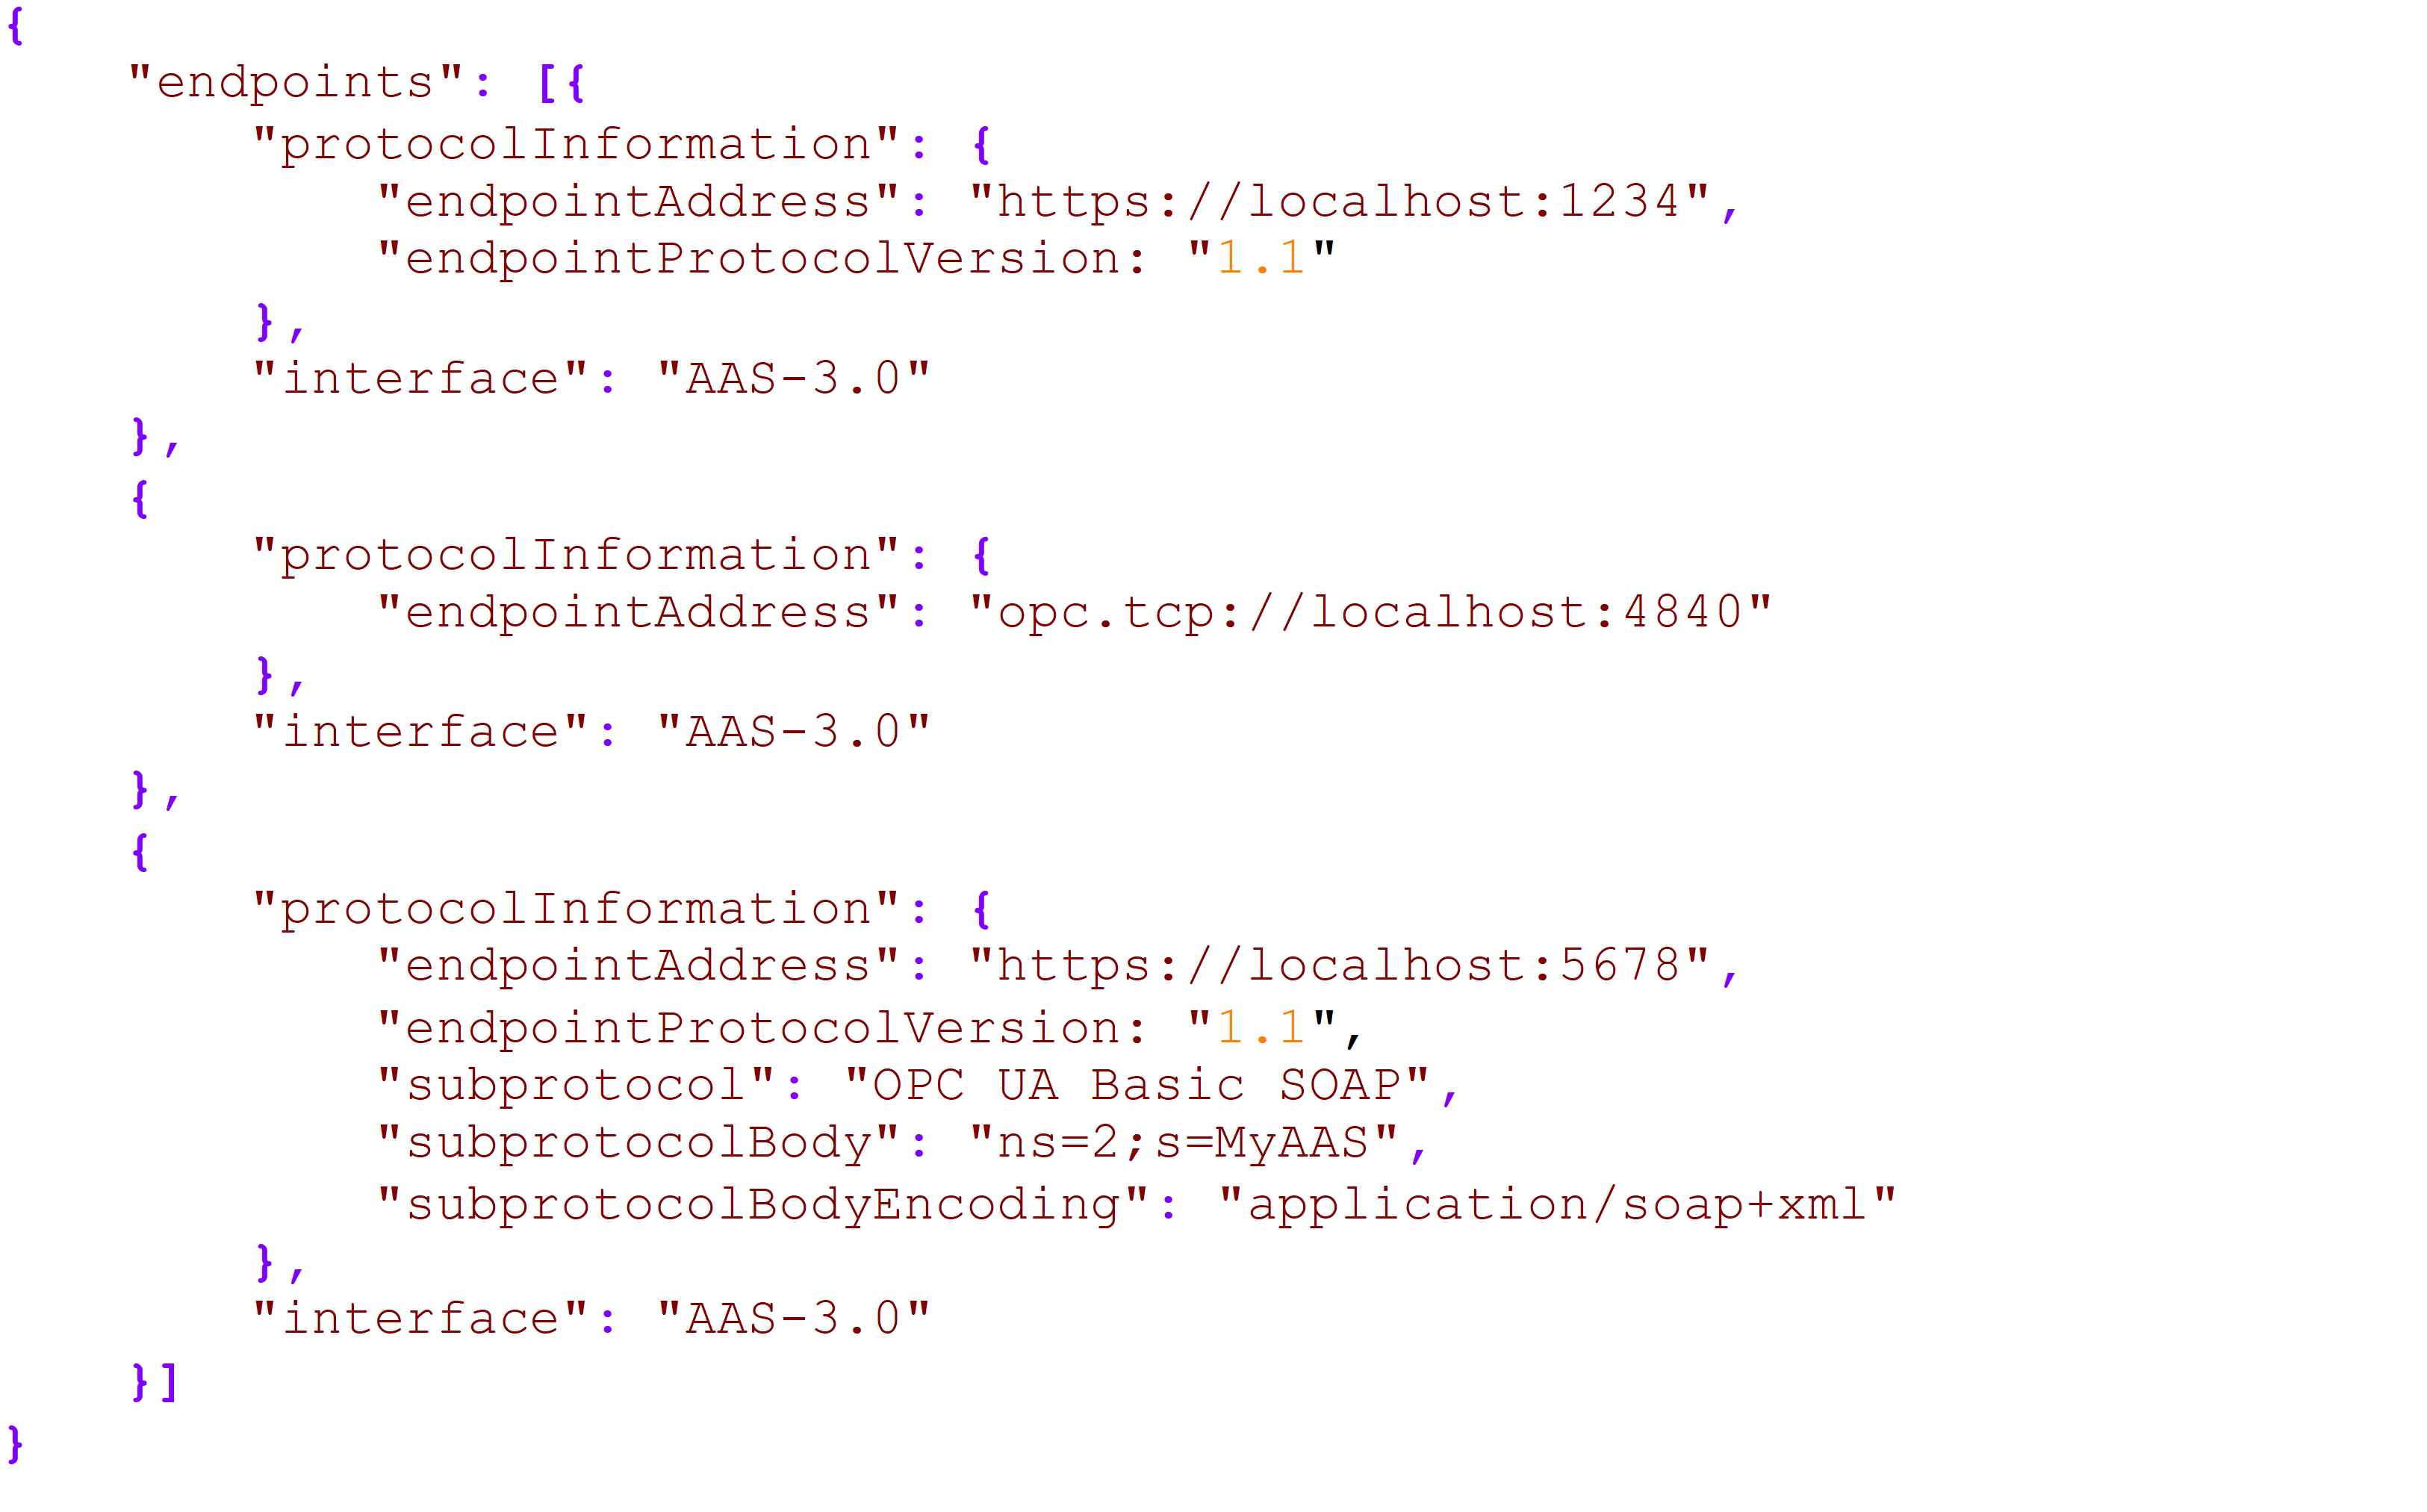 {
    "endpoints": [{
        "protocolInformation": {
            "endpointAddress": "https://localhost:1234",
            "endpointProtocolVersion: "1.1"
        },
        "interface": "AAS-3.0"
    },
    {
        "protocolInformation": {
            "endpointAddress": "opc.tcp://localhost:4840"
        },
        "interface": "AAS-3.0"
    },
    {
        "protocolInformation": {
            "endpointAddress": "https://localhost:5678",
            "endpointProtocolVersion: "1.1",
            "subprotocol": "OPC UA Basic SOAP",
            "subprotocolBody": "ns=2;s=MyAAS",
            "subprotocolBodyEncoding": "application/soap+xml"
        },
        "interface": "AAS-3.0"
    }]
}